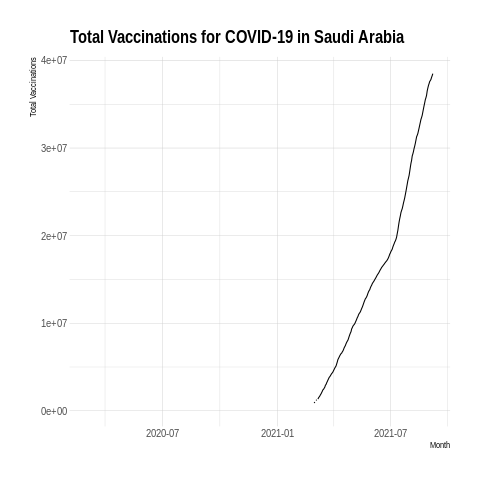 Total Vaccinations for COVID-19 in Saudi Arabia
Total Vaccinations
4e+07
3e+07
2e+07
1e+07
0e+00
2020-07 2021-01 2021-07
Month